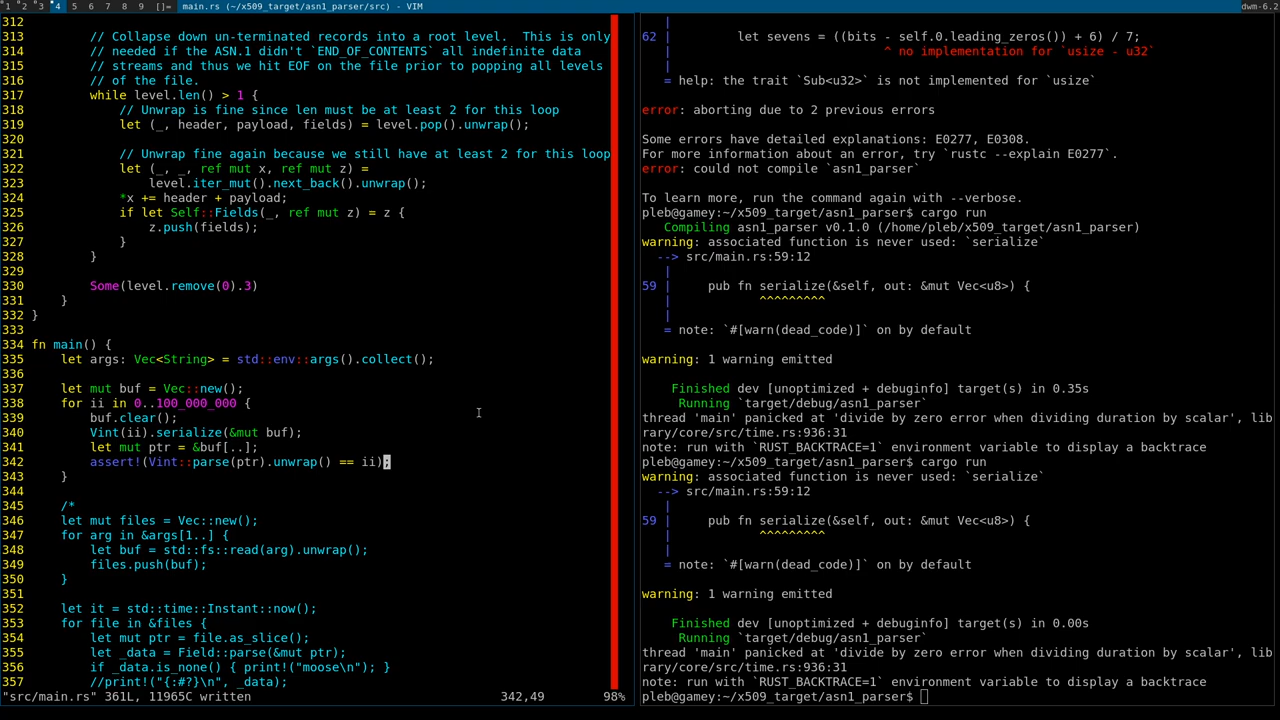 1 2 3 4 5 6 7 8 9 []= main.rs (~/x509_target/asn1_parser/src) - VIM dwm-6.2
312
313 // Collapse down un-terminated records into a root level.  This is only
314 // needed if the ASN.1 didn't `END_OF_CONTENTS` all indefinite data
315 // streams and thus we hit EOF on the file prior to popping all levels
316 // of the file.
317 while level.len() > 1 {
318 // Unwrap is fine since len must be at least 2 for this loop
319 let (_, header, payload, fields) = level.pop().unwrap();
320
321 // Unwrap fine again because we still have at least 2 for this loop
322 let (_, _, ref mut x, ref mut z) =
323 level.iter_mut().next_back().unwrap();
324 *x += header + payload;
325 if let Self::Fields(_, ref mut z) = z {
326 z.push(fields);
327 }
328 }
329
330 Some(level.remove(0).3)
331 }
332 }
333
334 fn main() {
335 let args: Vec<String> = std::env::args().collect();
336
337 let mut buf = Vec::new();
338 for ii in 0..100_000_000 {
339 buf.clear();
340 Vint(ii).serialize(&mut buf);
341 let mut ptr = &buf[..];
342 assert!(Vint::parse(ptr).unwrap() == ii);
343 }
344
345 /*
346 let mut files = Vec::new();
347 for arg in &args[1..] {
348 let buf = std::fs::read(arg).unwrap();
349 files.push(buf);
350 }
351
352 let it = std::time::Instant::now();
353 for file in &files {
354 let mut ptr = file.as_slice();
355 let _data = Field::parse(&mut ptr);
356 if _data.is_none() { print!("moose\n"); }
357 //print!("{:#?}\n", _data);
"src/main.rs" 361L, 11965C written 342,49 98%
|
62 | let sevens = ((bits - self.0.leading_zeros()) + 6) / 7;
| ^ no implementation for `usize - u32`
|
= help: the trait `Sub<u32>` is not implemented for `usize`
error: aborting due to 2 previous errors
Some errors have detailed explanations: E0277, E0308.
For more information about an error, try `rustc --explain E0277`.
error: could not compile `asn1_parser`
To learn more, run the command again with --verbose.
pleb@gamey:~/x509_target/asn1_parser$ cargo run
Compiling asn1_parser v0.1.0 (/home/pleb/x509_target/asn1_parser)
warning: associated function is never used: `serialize`
--> src/main.rs:59:12
|
59 | pub fn serialize(&self, out: &mut Vec<u8>) {
| ^^^^^^^^^
|
= note: `#[warn(dead_code)]` on by default
warning: 1 warning emitted
Finished dev [unoptimized + debuginfo] target(s) in 0.35s
Running `target/debug/asn1_parser`
thread 'main' panicked at 'divide by zero error when dividing duration by scalar', lib
rary/core/src/time.rs:936:31
note: run with `RUST_BACKTRACE=1` environment variable to display a backtrace
pleb@gamey:~/x509_target/asn1_parser$ cargo run
warning: associated function is never used: `serialize`
--> src/main.rs:59:12
|
59 | pub fn serialize(&self, out: &mut Vec<u8>) {
| ^^^^^^^^^
|
= note: `#[warn(dead_code)]` on by default
warning: 1 warning emitted
Finished dev [unoptimized + debuginfo] target(s) in 0.00s
Running `target/debug/asn1_parser`
thread 'main' panicked at 'divide by zero error when dividing duration by scalar', lib
rary/core/src/time.rs:936:31
note: run with `RUST_BACKTRACE=1` environment variable to display a backtrace
pleb@gamey:~/x509_target/asn1_parser$